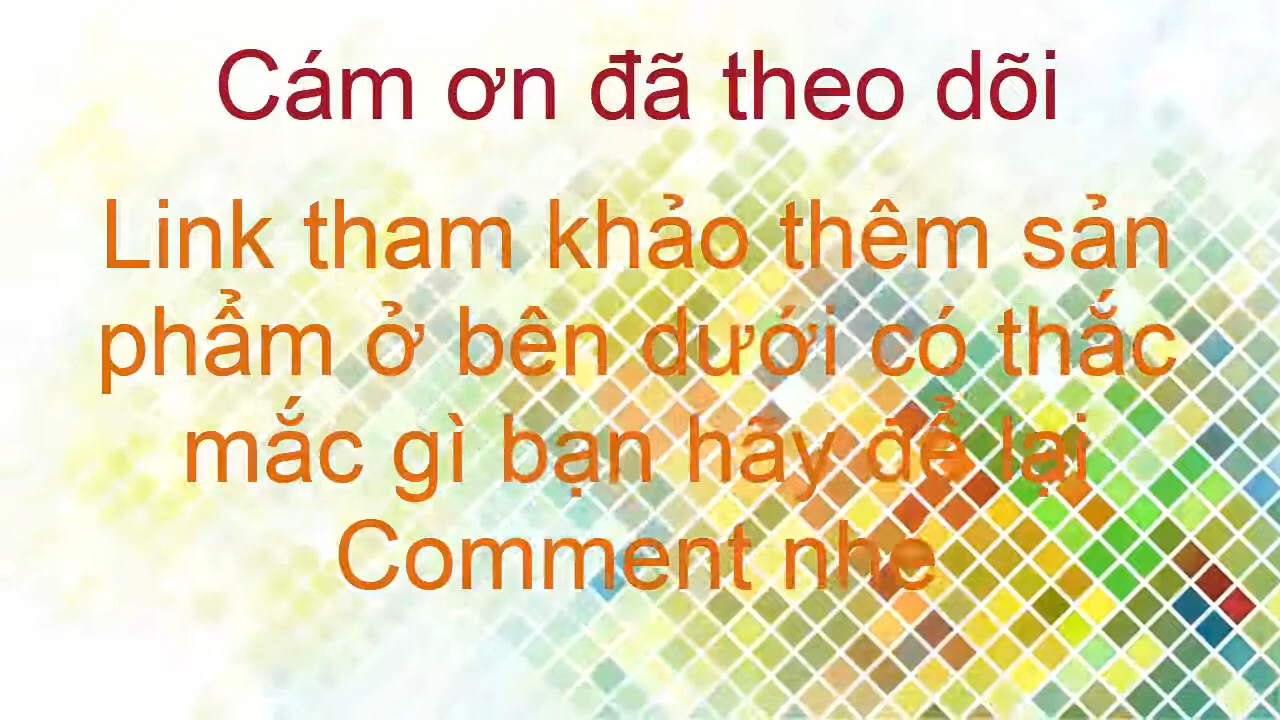 Cám ơn đã theo dõi
Link tham khảo thêm sản
phẩm ở bên dưới có thắc
mắc gì bạn hãy để lại
Comment nhe